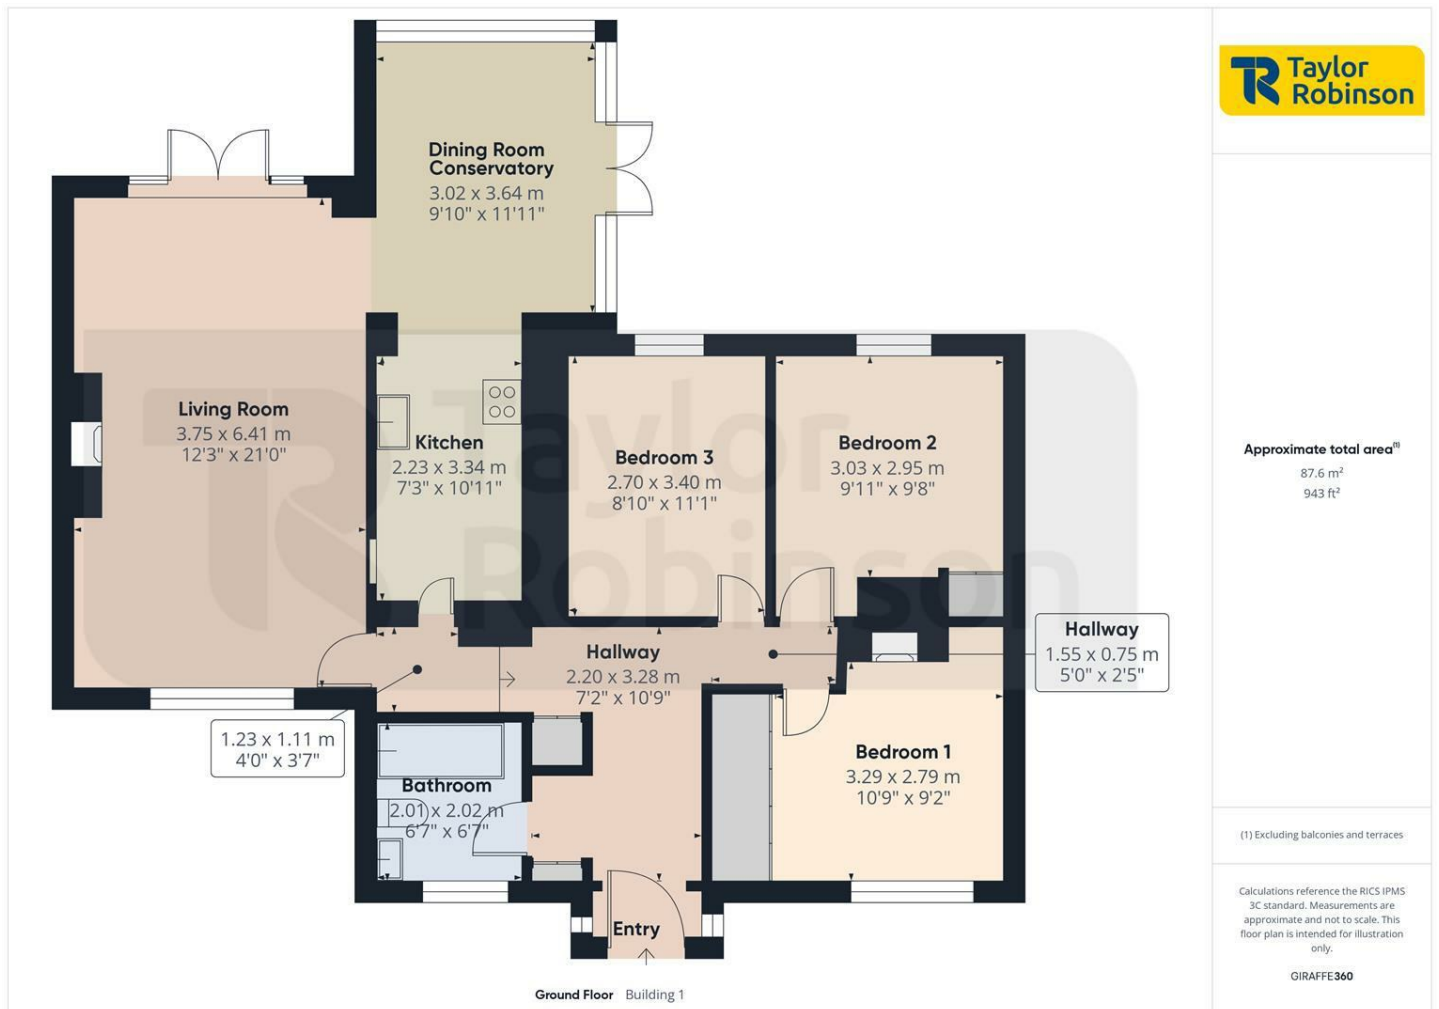 Taylor
Robinson
Dining Room
Conservatory
3.02 x 3.64 m
9'10" x 11'11"
Living Room
3.75 x 6.41 m
12'3" x 21'0"
Kitchen
2.23 x 3.34 m
7'3" x 10'11"
Bedroom 3
2.70 x 3.40 m
8'10" x 11'1"
Bedroom 2
3.03 x 2.95 m
9'11" x 9'8"
Taylor
Robinson
Hallway
2.20 x 3.28 m
7'2" x 10'9"
Hallway
1.55 x 0.75 m
5'0" x 2'5"
1.23 x 1.11 m
4'0" x 3'7"
Bathroom
2.01 x 2.02 m
6'7" x 6'7"
Bedroom 1
3.29 x 2.79 m
10'9" x 9'2"
Entry
Ground Floor Building 1
Approximate total area(1)
87.6 m²
943 ft²
(1) Excluding balconies and terraces
Calculations reference the RICS IPMS
3C standard. Measurements are
approximate and not to scale. This
floor plan is intended for illustration
only.
GIRAFFE360